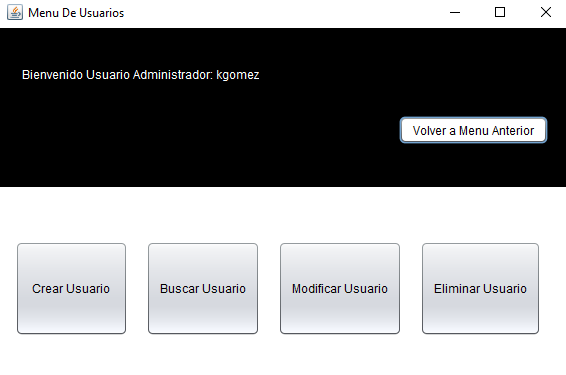 Menu De Usuarios
Bienvenido Usuario Administrador: kgomez
Volver a Menu Anterior
Crear Usuario
Buscar Usuario
Modificar Usuario
Eliminar Usuario